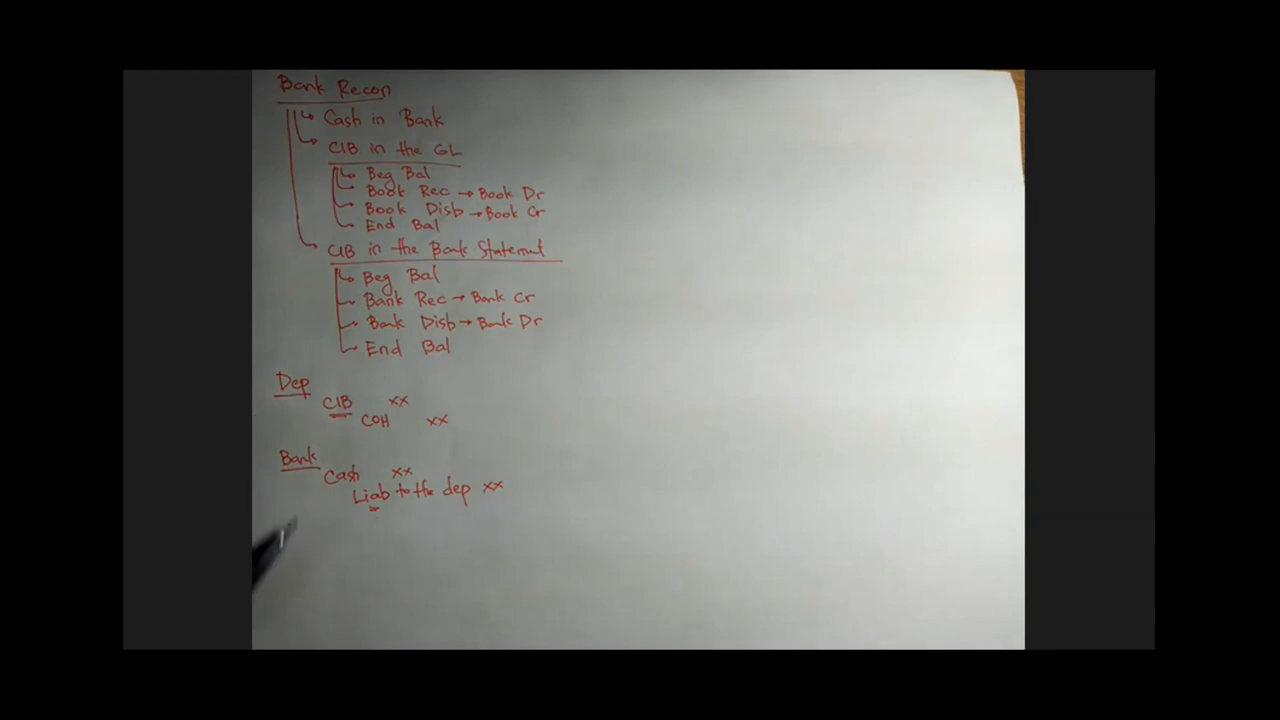 Bank Recon
Cash in Bank
CIB in the GL
Beg Bal
Book Rec → Book Dr
Book Disb → Book Cr
End Bal
CIB in the Bank Statemnt
Beg Bal
Bank Rec → Bank Cr
Bank Disb → Bank Dr
End Bal
Dep
CIB xx
COH xx
Bank
Cash xx
Liab to the dep xx